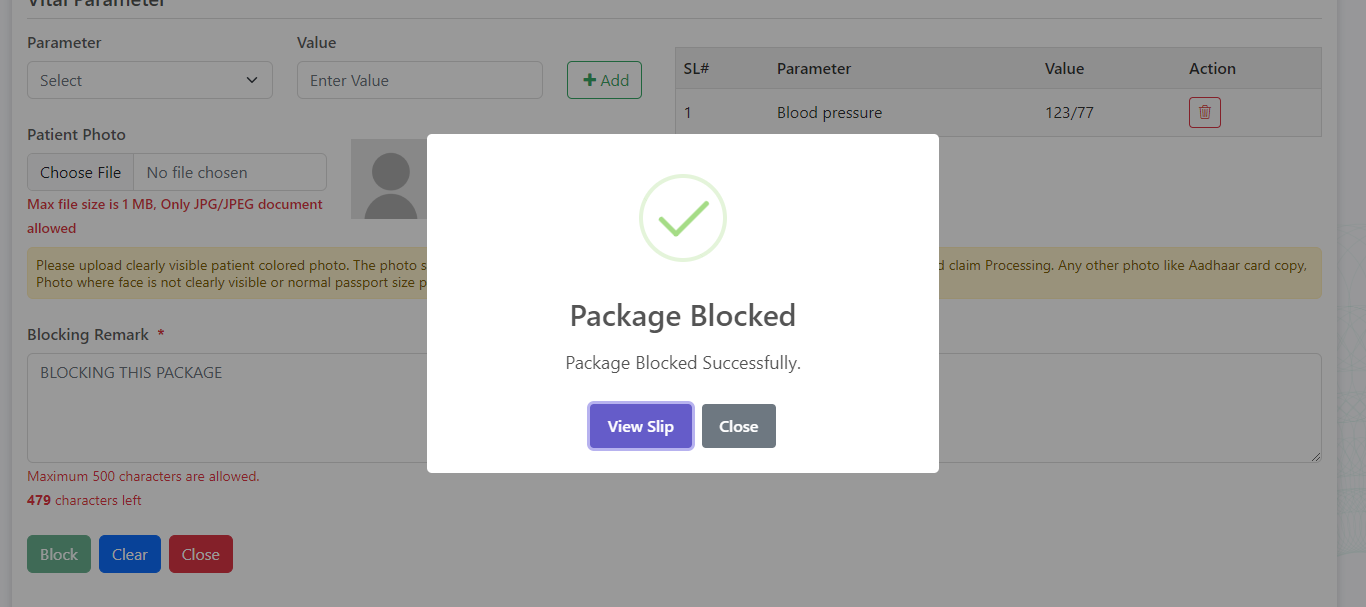 Vital Parameter
Parameter
Value
Select
Enter Value
Add
SL# Parameter Value Action
1 Blood pressure 123/77
Patient Photo
Choose File No file chosen
Max file size is 1 MB, Only JPG/JPEG document
allowed
Please upload clearly visible patient colored photo. The photo s
d claim Processing. Any other photo like Aadhaar card copy,
Photo where face is not clearly visible or normal passport size p
Package Blocked
Package Blocked Successfully.
View Slip
Close
Blocking Remark *
BLOCKING THIS PACKAGE
Maximum 500 characters are allowed.
479 characters left
Block
Clear
Close